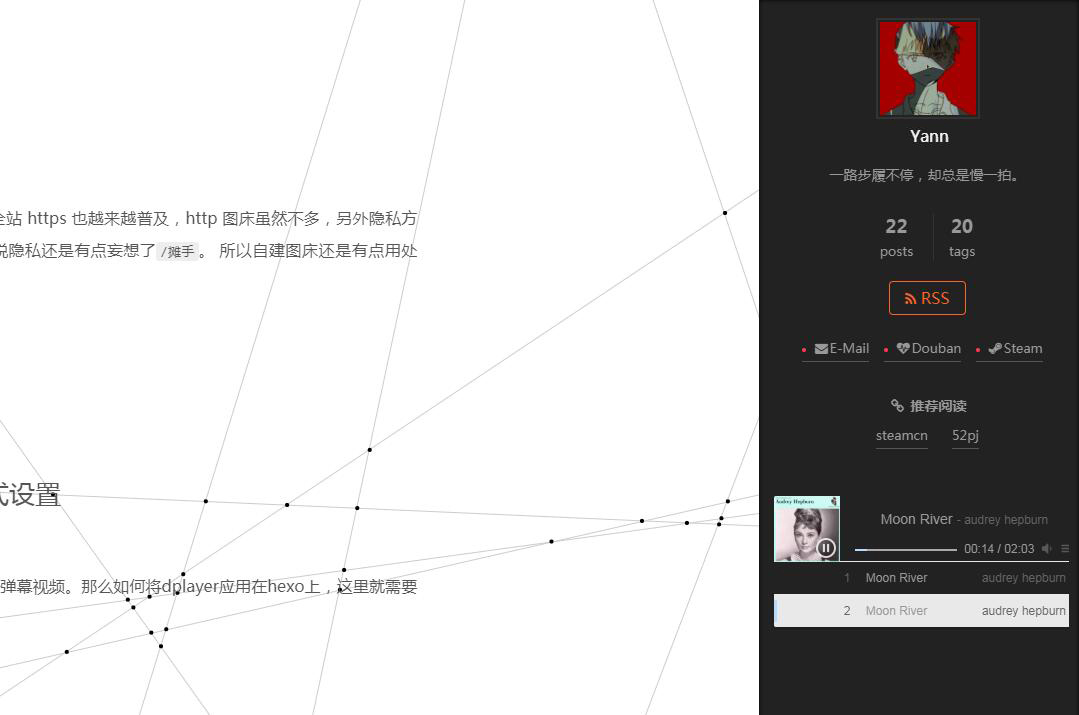 全站 https 也越来越普及，http 图床虽然不多，另外隐私方
说隐私还是有点妄想了 /摊手 。 所以自建图床还是有点用处
式设置
弹幕视频。那么如何将dplayer应用在hexo上，这里就需要
Yann
一路步履不停，却总是慢一拍。
22 20
posts tags
RSS
E-Mail Douban Steam
推荐阅读
steamcn 52pj
Audrey Hepburn
Moon River - audrey hepburn
00:14 / 02:03
1 Moon River audrey hepburn
2 Moon River audrey hepburn